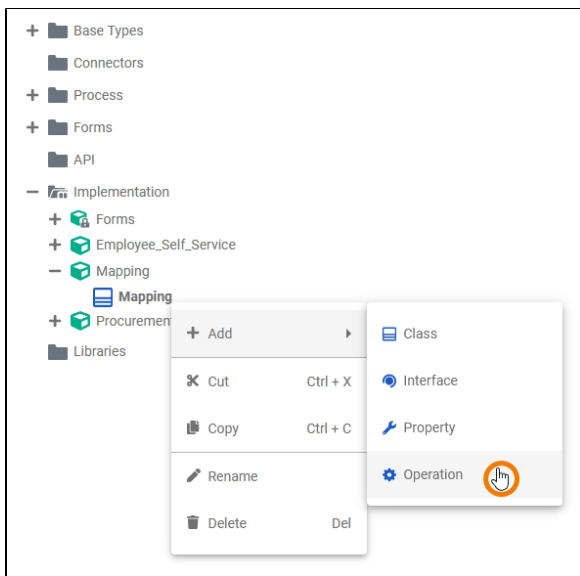 Base Types
Connectors
Process
Forms
API
Implementation
Forms
Employee_Self_Service
Mapping
Mapping
Procuremen
Libraries
Add
Cut Ctrl + X
Copy Ctrl + C
Rename
Delete Del
Class
Interface
Property
Operation